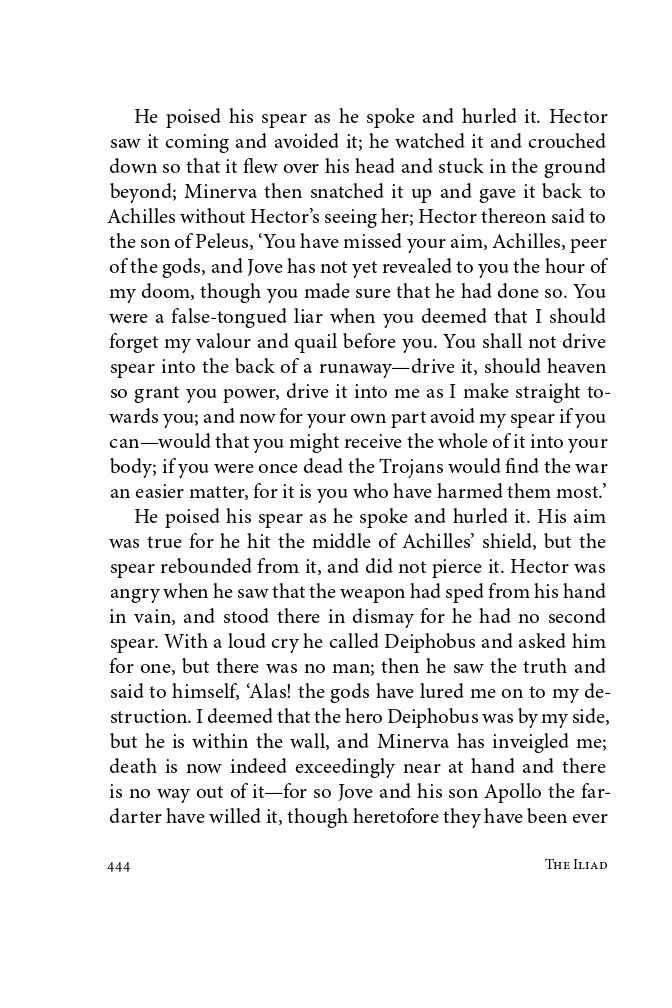 He poised his spear as he spoke and hurled it. Hector
saw it coming and avoided it; he watched it and crouched
down so that it flew over his head and stuck in the ground
beyond; Minerva then snatched it up and gave it back to
Achilles without Hector’s seeing her; Hector thereon said to
the son of Peleus, ‘You have missed your aim, Achilles, peer
of the gods, and Jove has not yet revealed to you the hour of
my doom, though you made sure that he had done so. You
were a false-tongued liar when you deemed that I should
forget my valour and quail before you. You shall not drive
spear into the back of a runaway—drive it, should heaven
so grant you power, drive it into me as I make straight to-
wards you; and now for your own part avoid my spear if you
can—would that you might receive the whole of it into your
body; if you were once dead the Trojans would find the war
an easier matter, for it is you who have harmed them most.’
He poised his spear as he spoke and hurled it. His aim
was true for he hit the middle of Achilles’ shield, but the
spear rebounded from it, and did not pierce it. Hector was
angry when he saw that the weapon had sped from his hand
in vain, and stood there in dismay for he had no second
spear. With a loud cry he called Deiphobus and asked him
for one, but there was no man; then he saw the truth and
said to himself, ‘Alas! the gods have lured me on to my de-
struction. I deemed that the hero Deiphobus was by my side,
but he is within the wall, and Minerva has inveigled me;
death is now indeed exceedingly near at hand and there
is no way out of it—for so Jove and his son Apollo the far-
darter have willed it, though heretofore they have been ever
444
The Iliad